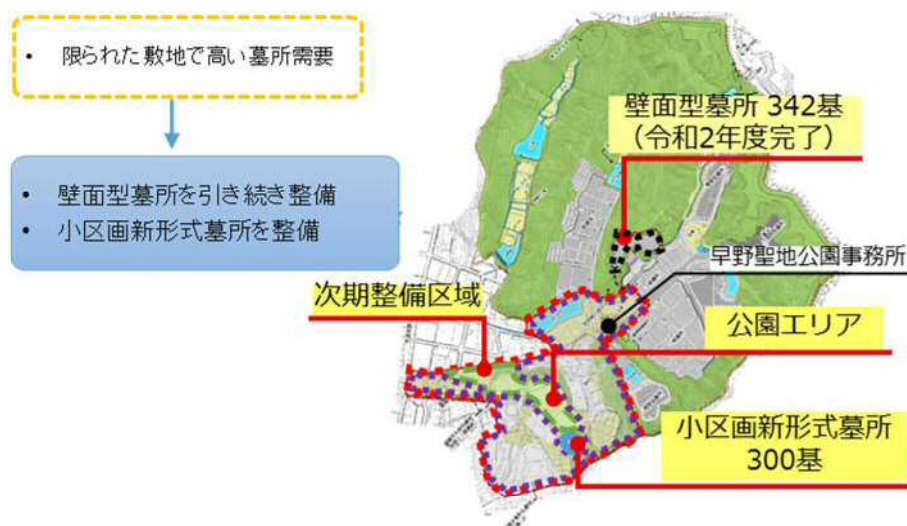 ・ 限られた敷地で高い墓所需要
・ 壁面型墓所を引き続き整備
・ 小区画新形式墓所を整備
壁面型墓所 342基
（令和2年度完了）
早野聖地公園事務所
次期整備区域
公園エリア
小区画新形式墓所
300基